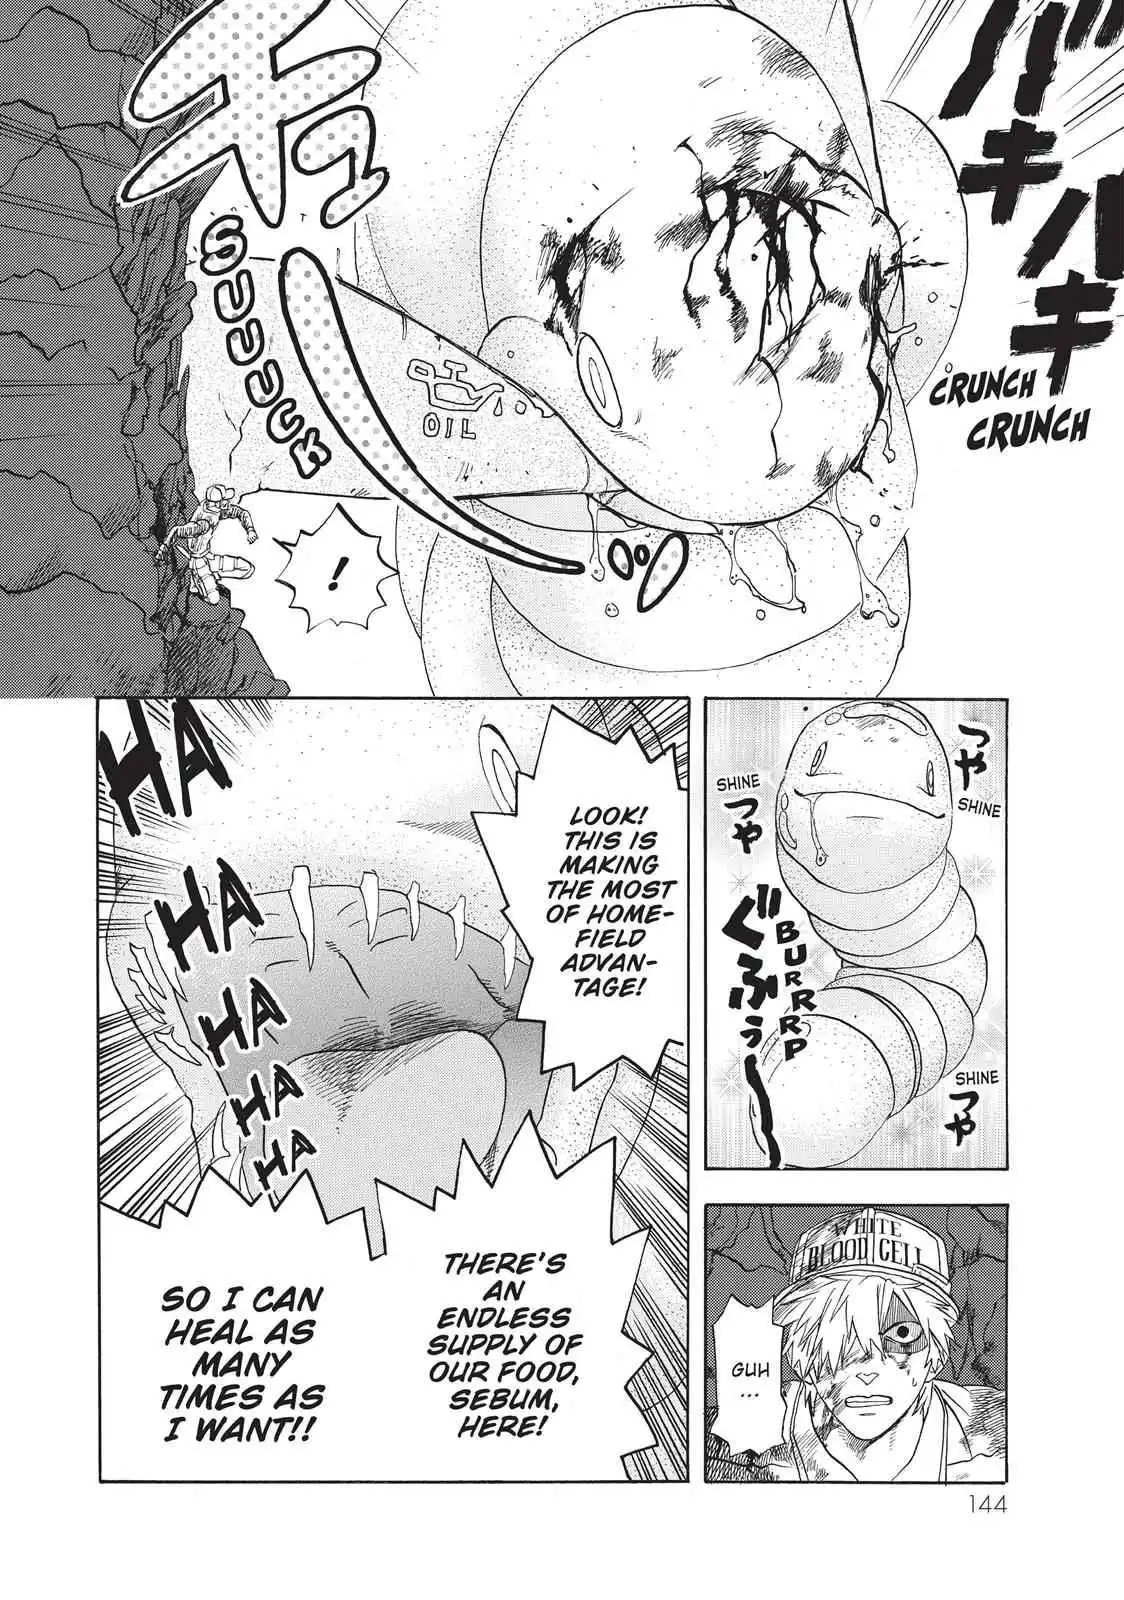 バキ
バキ
CRUNCH
CRUNCH
チュ
SUUUUCK
OIL
!
つや
SHINE
SHINE
つや
BURRRP
ぐふぅ
SHINE
つや
WHITE
BLOOD CELL
GUH
...
LOOK!
THIS IS
MAKING
THE MOST
OF HOME-
FIELD
ADVAN-
TAGE!
HA
HA
HA
HA
HA
THERE'S
AN
ENDLESS
SUPPLY OF
OUR FOOD,
SEBUM,
HERE!
SO I CAN
HEAL AS
MANY
TIMES AS
I WANT!!
144